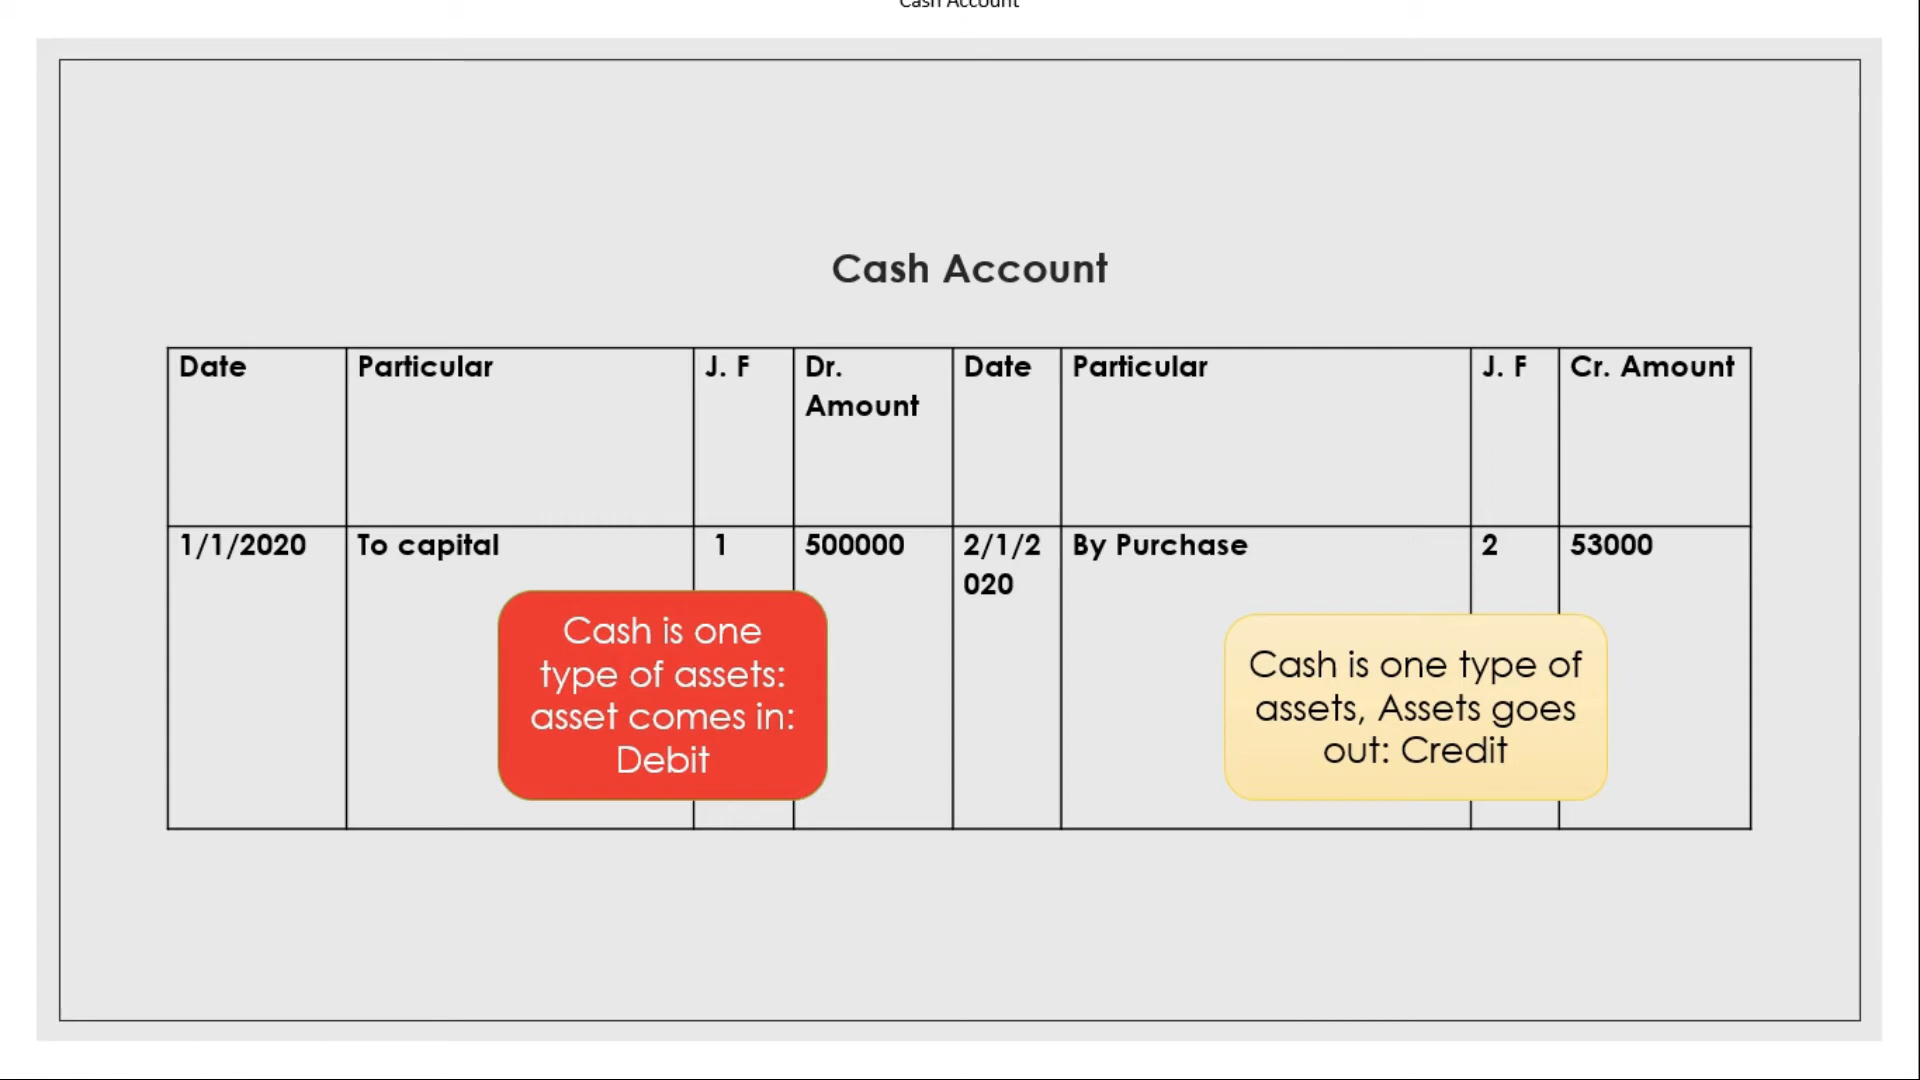 Cash Account
Cash Account
Date Particular J. F Dr. Date Particular J. F Cr. Amount
Amount
1/1/2020 To capital 1 500000 2/1/2 By Purchase 2 53000
020
Cash is one
type of assets:
asset comes in:
Debit
Cash is one type of
assets, Assets goes
out: Credit